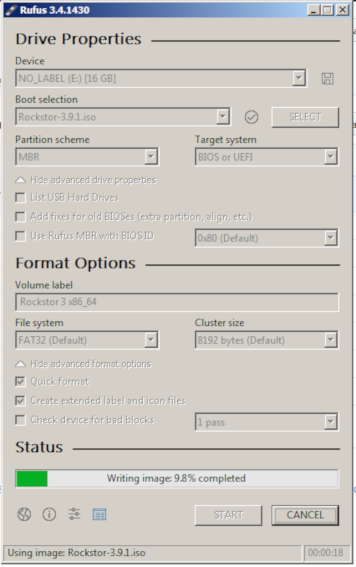 Rufus 3.4.1430
Drive Properties
Device
NO_LABEL (E:) [16 GB]
Boot selection
Rockstor-3.9.1.iso
SELECT
Partition scheme
Target system
MBR
BIOS or UEFI
Hide advanced drive properties
List USB Hard Drives
Add fixes for old BIOSes (extra partition, align, etc.)
Use Rufus MBR with BIOS ID
0x80 (Default)
Format Options
Volume label
Rockstor 3 x86_64
File system
Cluster size
FAT32 (Default)
8192 bytes (Default)
Hide advanced format options
Quick format
Create extended label and icon files
Check device for bad blocks
1 pass
Status
Writing image: 9.8% completed
START
CANCEL
Using image: Rockstor-3.9.1.iso
00:00:18